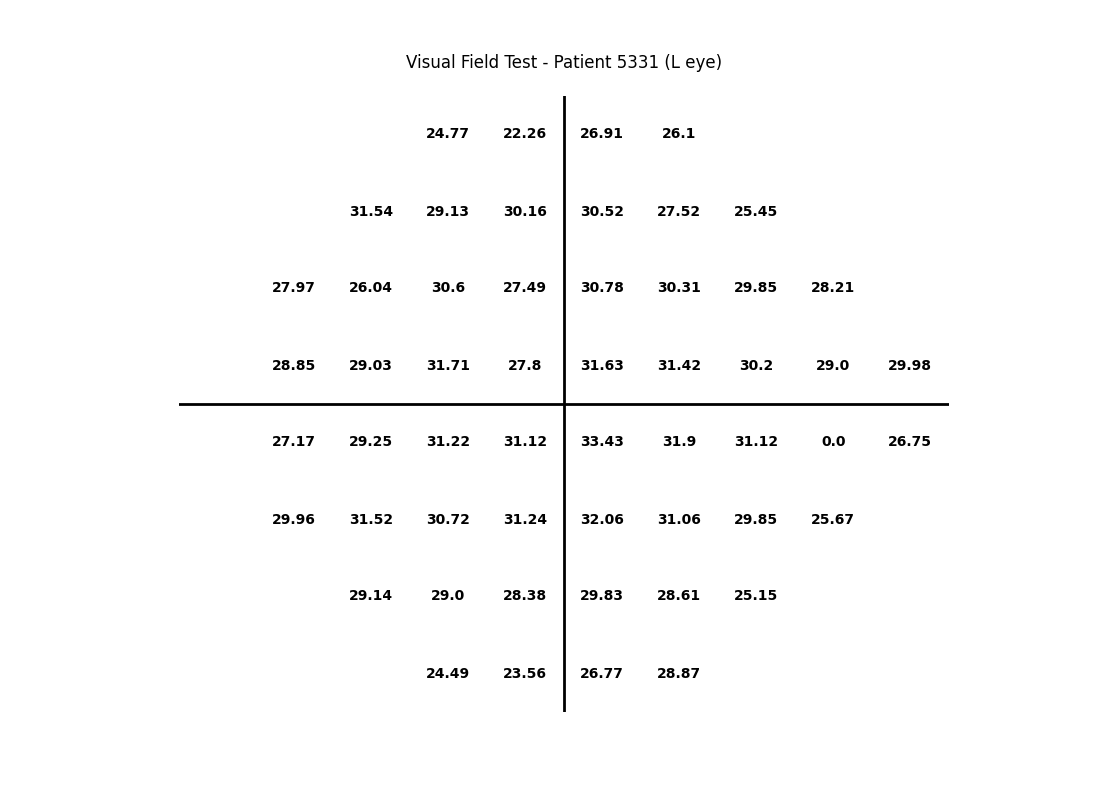 Visual Field Test - Patient 5331 (L eye)
24.77 22.26 26.91 26.1
31.54 29.13 30.16 30.52 27.52 25.45
27.97 26.04 30.6 27.49 30.78 30.31 29.85 28.21
28.85 29.03 31.71 27.8 31.63 31.42 30.2 29.0 29.98
27.17 29.25 31.22 31.12 33.43 31.9 31.12 0.0 26.75
29.96 31.52 30.72 31.24 32.06 31.06 29.85 25.67
29.14 29.0 28.38 29.83 28.61 25.15
24.49 23.56 26.77 28.87